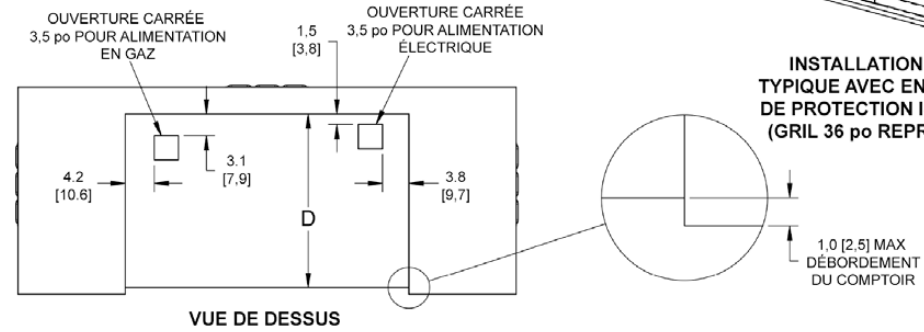 OUVERTURE CARRÉE
3,5 po POUR ALIMENTATION
EN GAZ
1,5
[3,8]
OUVERTURE CARRÉE
3,5 po POUR ALIMENTATION
ÉLECTRIQUE
INSTALLATION
TYPIQUE AVEC EN
DE PROTECTION I
(GRIL 36 po REPR
4.2
[10.6]
3.1
[7,9]
3.8
[9,7]
D
1,0 [2,5] MAX
DÉBORDEMENT
DU COMPTOIR
VUE DE DESSUS